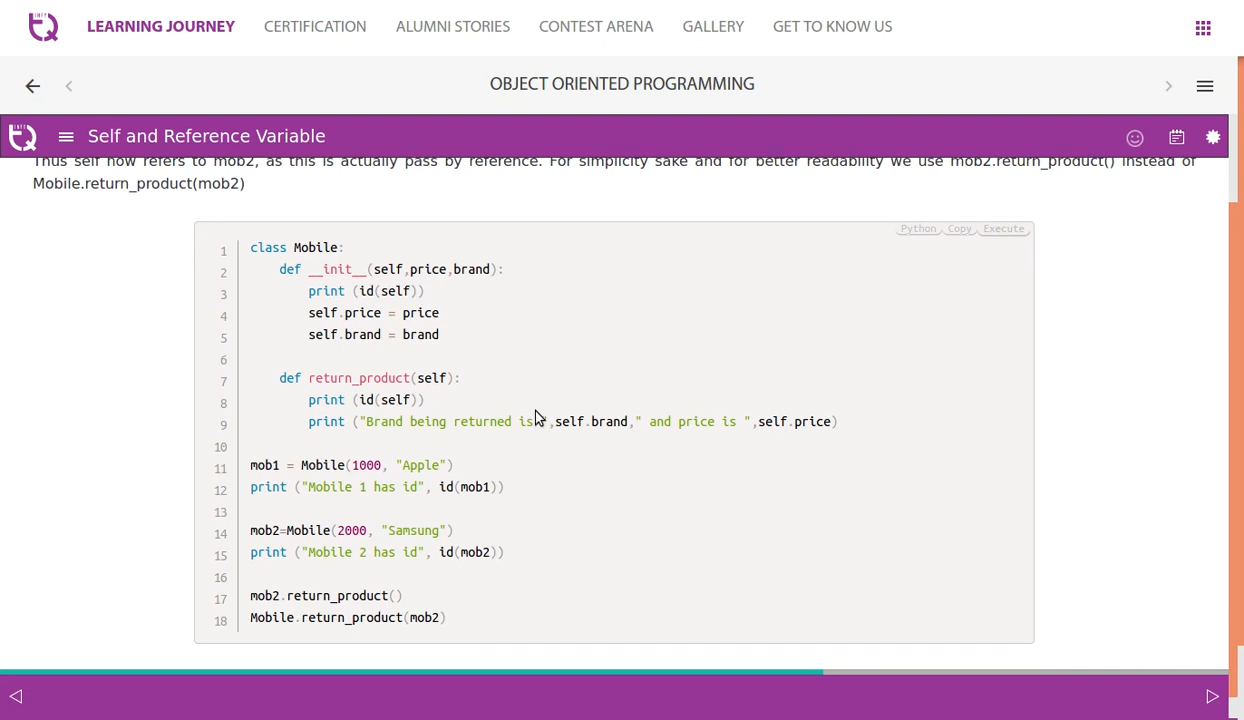 LEARNING JOURNEY CERTIFICATION ALUMNI STORIES CONTEST ARENA GALLERY GET TO KNOW US
OBJECT ORIENTED PROGRAMMING
Self and Reference Variable
Thus self now refers to mob2, as this is actually pass by reference. For simplicity sake and for better readability we use mob2.return_product() instead of
Mobile.return_product(mob2)
Python Copy Execute
1 class Mobile:
2     def __init__(self,price,brand):
3         print (id(self))
4         self.price = price
5         self.brand = brand
6
7     def return_product(self):
8         print (id(self))
9         print ("Brand being returned is ",self.brand," and price is ",self.price)
10
11 mob1 = Mobile(1000, "Apple")
12 print ("Mobile 1 has id", id(mob1))
13
14 mob2=Mobile(2000, "Samsung")
15 print ("Mobile 2 has id", id(mob2))
16
17 mob2.return_product()
18 Mobile.return_product(mob2)